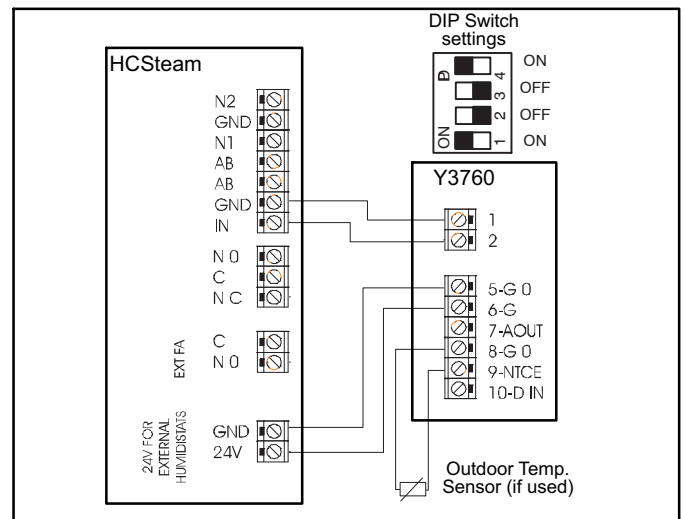 DIP Switch
settings
HCSteam
N2
GND
N1
AB
AB
GND
IN
N 0
C
N C
EXT FA
C
N 0
24V FOR
EXTERNAL
HUMIDISTATS
GND
24V
ON
OFF
OFF
ON
4
3
2
1
ON
Y3760
1
2
5-G 0
6-G
7-AOUT
8-G 0
9-NTCE
10-D IN
Outdoor Temp.
Sensor (if used)